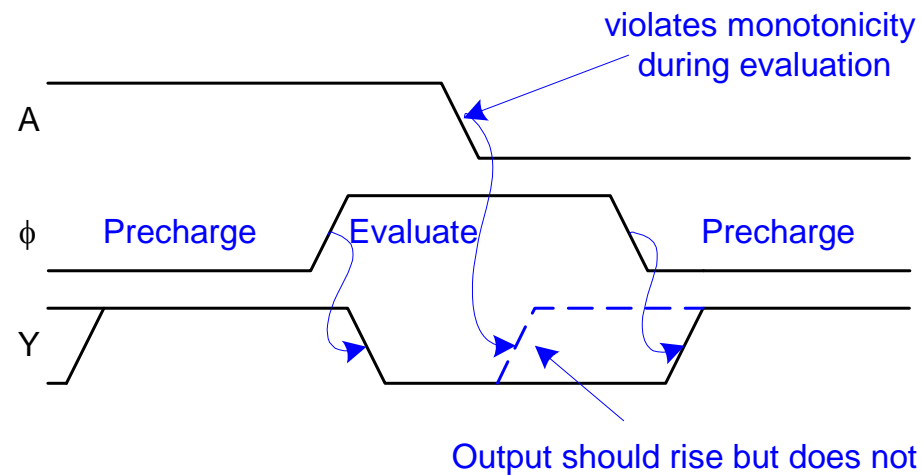 violates monotonicity
during evaluation
A
ϕ Precharge Evaluate Precharge
Y
Output should rise but does not